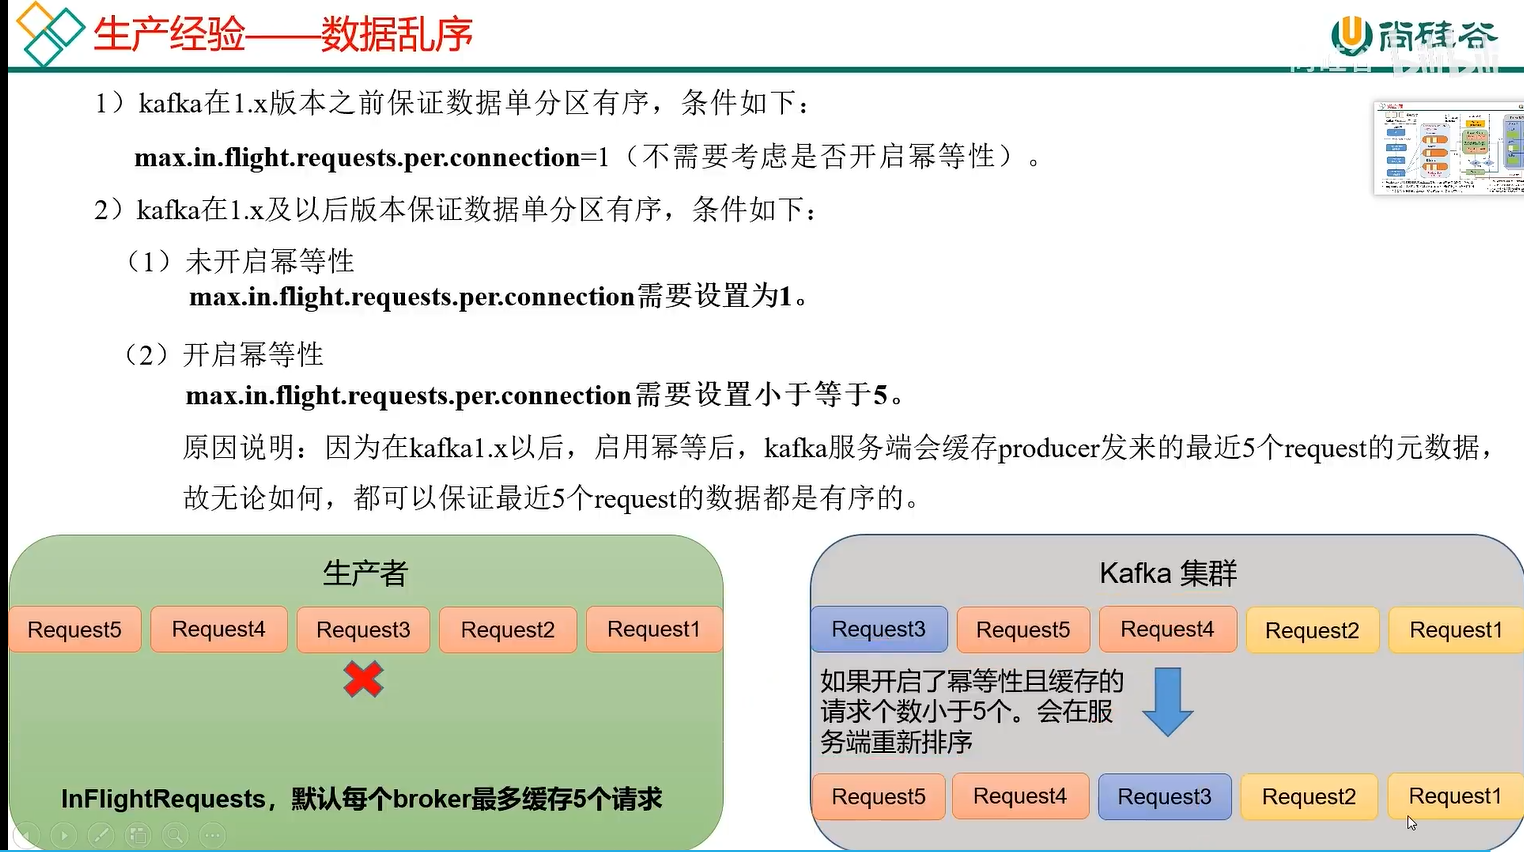 生产经验——数据乱序
尚硅谷
1）kafka在1.x版本之前保证数据单分区有序，条件如下：
max.in.flight.requests.per.connection=1（不需要考虑是否开启幂等性）。
2）kafka在1.x及以后版本保证数据单分区有序，条件如下：
（1）未开启幂等性
max.in.flight.requests.per.connection需要设置为1。
（2）开启幂等性
max.in.flight.requests.per.connection需要设置小于等于5。
原因说明：因为在kafka1.x以后，启用幂等后，kafka服务端会缓存producer发来的最近5个request的元数据，
故无论如何，都可以保证最近5个request的数据都是有序的。
生产者
Request5 Request4 Request3 Request2 Request1
InFlightRequests，默认每个broker最多缓存5个请求
Kafka 集群
Request3 Request5 Request4 Request2 Request1
如果开启了幂等性且缓存的
请求个数小于5个。会在服
务端重新排序
Request5 Request4 Request3 Request2 Request1